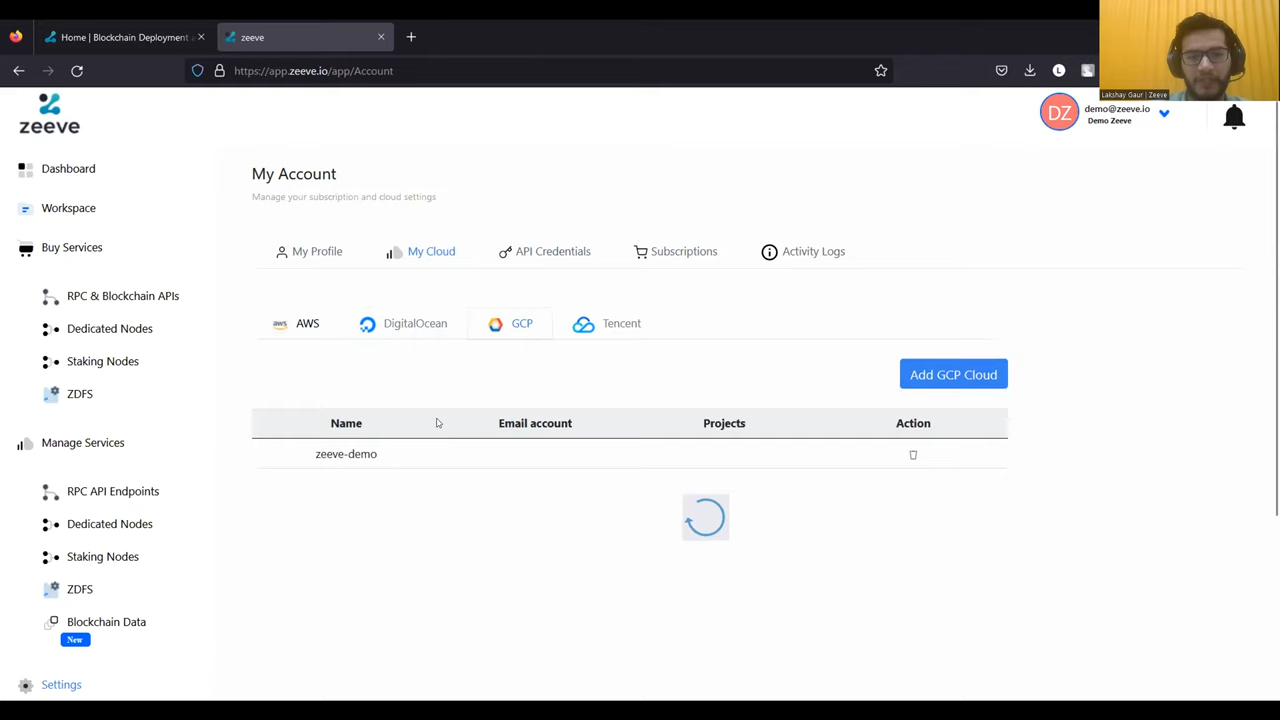 Home | Blockchain Deployment
zeeve
https://app.zeeve.io/app/Account
Lakshay Gaur | Zeeve
zeeve
DZ
demo@zeeve.io
Demo Zeeve
Dashboard
Workspace
Buy Services
RPC & Blockchain APIs
Dedicated Nodes
Staking Nodes
ZDFS
Manage Services
RPC API Endpoints
Dedicated Nodes
Staking Nodes
ZDFS
Blockchain Data
New
Settings
My Account
Manage your subscription and cloud settings
My Profile My Cloud API Credentials Subscriptions Activity Logs
aws AWS DigitalOcean GCP Tencent
Add GCP Cloud
Name Email account Projects Action
zeeve-demo